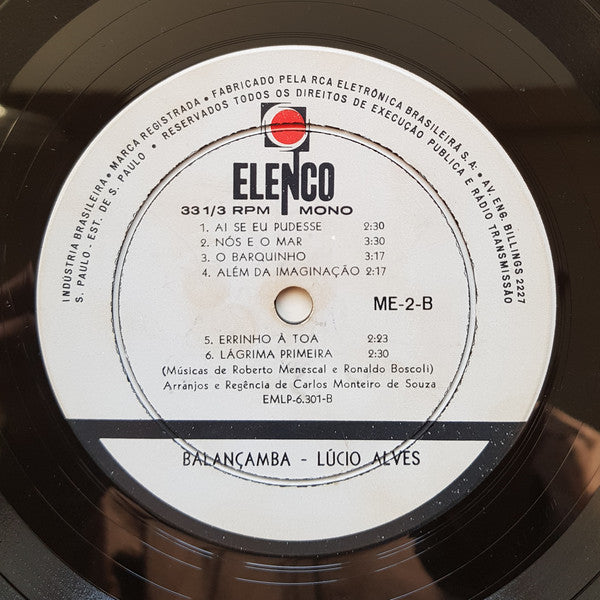 INDÚSTRIA BRASILEIRA • MARCA REGISTRADA • FABRICADO PELA RCA ELETRÔNICA BRASILEIRA S.A. • AV. ENG. BILLINGS 2227
S. PAULO - EST. DE S. PAULO • RESERVADOS TODOS OS DIREITOS DE EXECUÇÃO PUBLICA E RÁDIO TRANSMISSÃO
ELENCO
33 1/3 RPM MONO
1. AI SE EU PUDESSE 2:30
2. NÓS E O MAR 3:30
3. O BARQUINHO 3:17
4. ALÉM DA IMAGINAÇÃO 2:17
ME-2-B
5. ERRINHO À TOA 2:23
6. LÁGRIMA PRIMEIRA 2:30
(Músicas de Roberto Menescal e Ronaldo Boscoli)
Arranjos e Regência de Carlos Monteiro de Souza
EMLP-6.301-B
BALANÇAMBA - LÚCIO ALVES